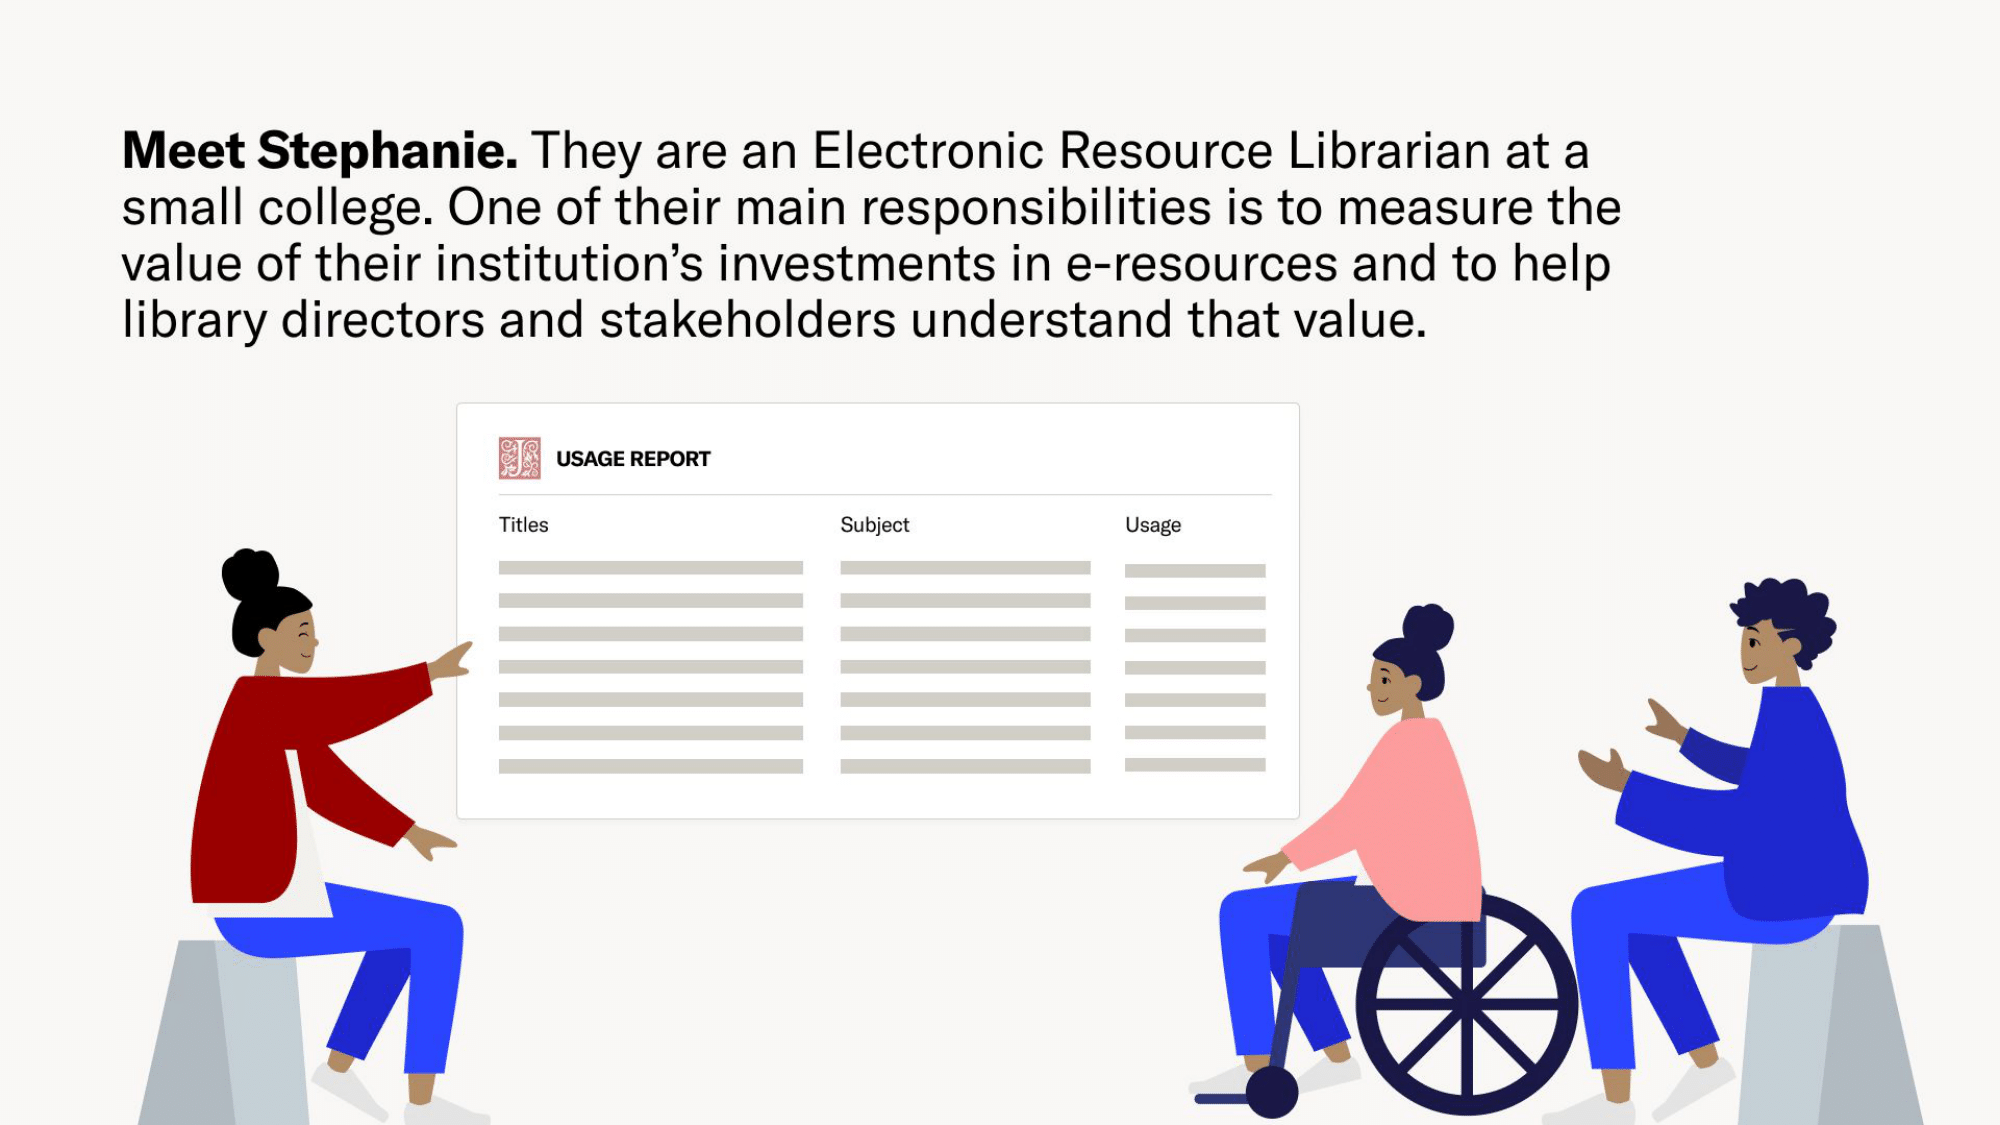 Meet Stephanie. They are an Electronic Resource Librarian at a
small college. One of their main responsibilities is to measure the
value of their institution’s investments in e-resources and to help
library directors and stakeholders understand that value.
J
USAGE REPORT
Titles
Subject
Usage